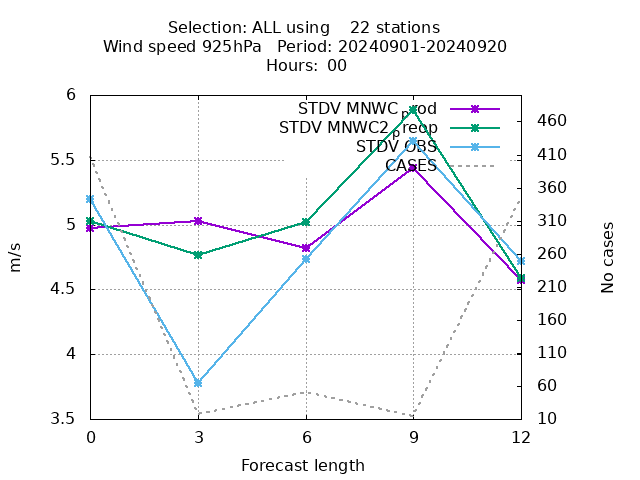 Selection: ALL using    22 stations
Wind speed 925hPa   Period: 20240901-20240920
Hours:  00
STDV MNWC_prod
STDV MNWC2_preop
STDV OBS
CASES
6
5.5
5
4.5
4
3.5
460
410
360
310
260
210
160
110
60
10
m/s
No cases
0 3 6 9 12
Forecast length